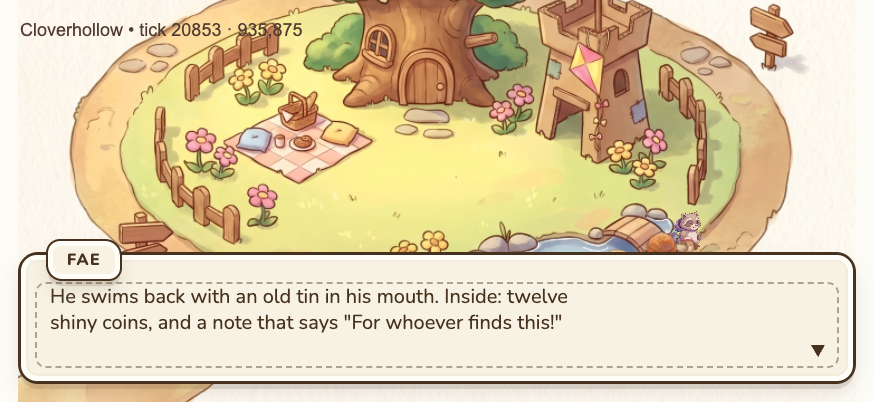 Cloverhollow • tick 20853 · 935,875
FAE
He swims back with an old tin in his mouth. Inside: twelve
shiny coins, and a note that says "For whoever finds this!"